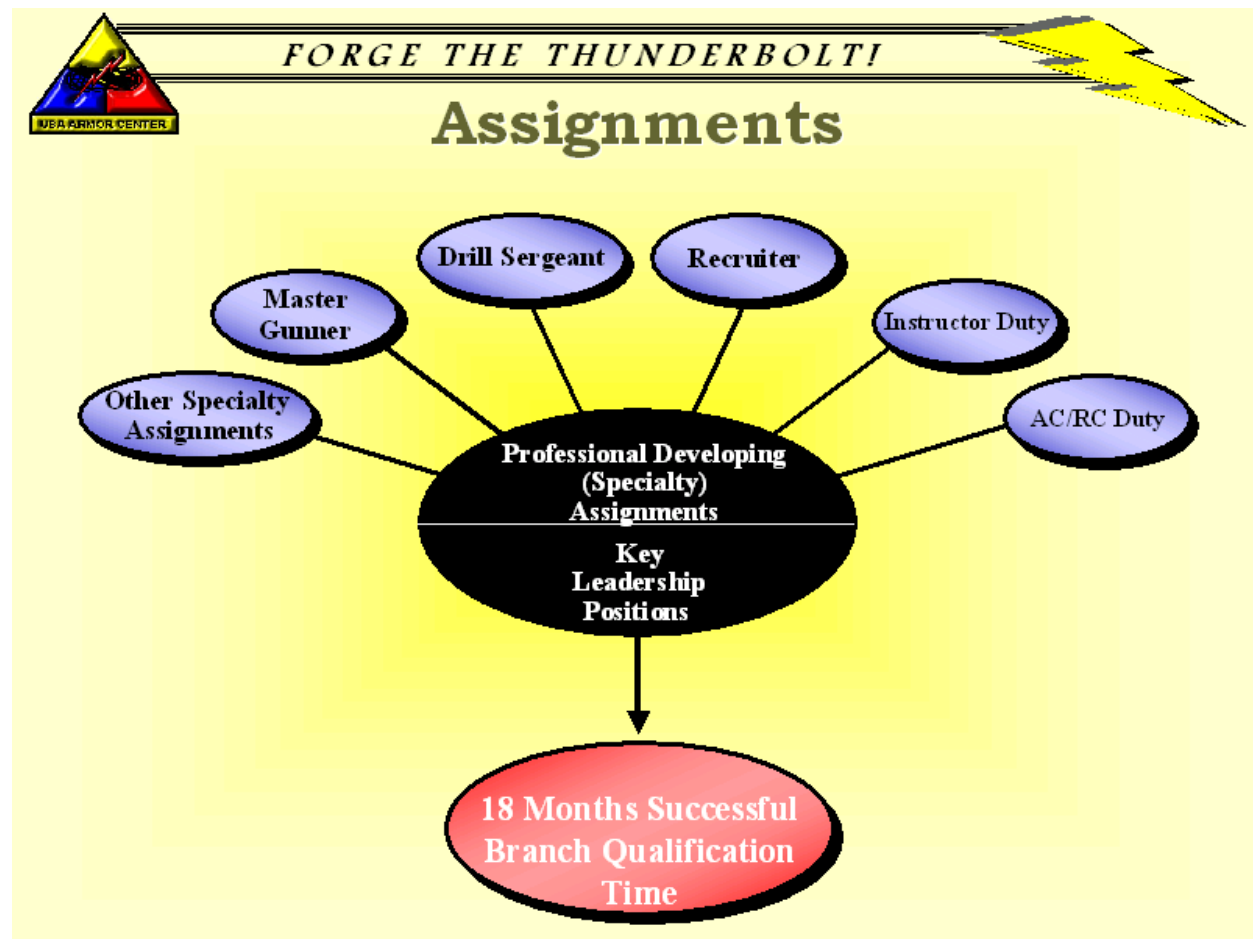 FORGE THE THUNDERBOLT!
USA ARMOR CENTER
Assignments
Drill Sergeant
Recruiter
Master
Gunner
Instructor Duty
Other Specialty
Assignments
AC/RC Duty
Professional Developing
(Specialty)
Assignments
Key
Leadership
Positions
18 Months Successful
Branch Qualification
Time